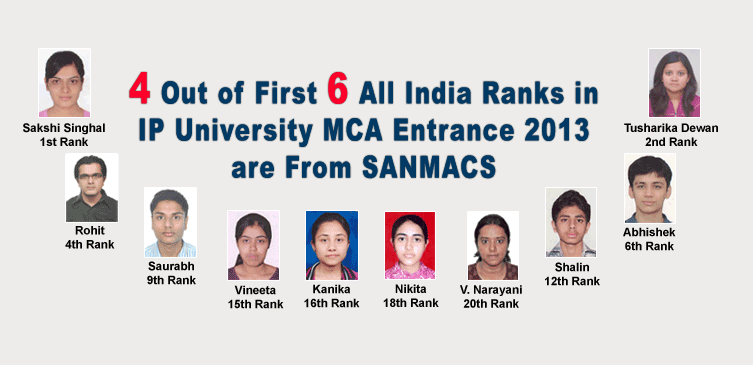 4 Out of First 6 All India Ranks in
IP University MCA Entrance 2013
are From SANMACS
Sakshi Singhal
1st Rank
Tusharika Dewan
2nd Rank
Rohit
4th Rank
Abhishek
6th Rank
Saurabh
9th Rank
Vineeta
15th Rank
Kanika
16th Rank
Nikita
18th Rank
V. Narayani
20th Rank
Shalin
12th Rank